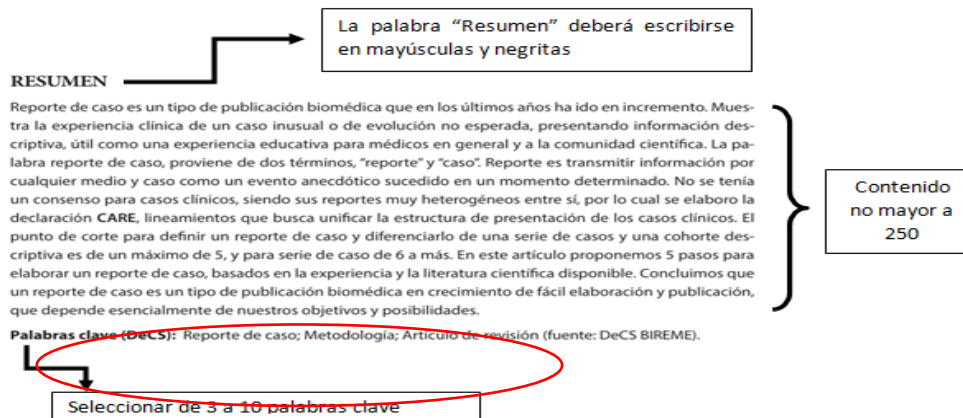 La palabra “Resumen” deberá escribirse
en mayúsculas y negritas
RESUMEN
Reporte de caso es un tipo de publicación biomédica que en los últimos años ha ido en incremento. Mues-
tra la experiencia clínica de un caso inusual o de evolución no esperada, presentando información des-
criptiva, útil como una experiencia educativa para médicos en general y a la comunidad científica. La pa-
labra reporte de caso, proviene de dos términos, “reporte” y “caso”. Reporte es transmitir información por
cualquier medio y caso como un evento anecdótico sucedido en un momento determinado. No se tenía
un consenso para casos clínicos, siendo sus reportes muy heterogéneos entre sí, por lo cual se elaboro la
declaración CARE, lineamientos que busca unificar la estructura de presentación de los casos clínicos. El
punto de corte para definir un reporte de caso y diferenciarlo de una serie de casos y una cohorte des-
criptiva es de un máximo de 5, y para serie de caso de 6 a más. En este artículo proponemos 5 pasos para
elaborar un reporte de caso, basados en la experiencia y la literatura científica disponible. Concluimos que
un reporte de caso es un tipo de publicación biomédica en crecimiento de fácil elaboración y publicación,
que depende esencialmente de nuestros objetivos y posibilidades.
Contenido
no mayor a
250
Palabras clave (DeCS): Reporte de caso; Metodología; Artículo de revisión (fuente: DeCS BIREME).
Seleccionar de 3 a 10 palabras clave